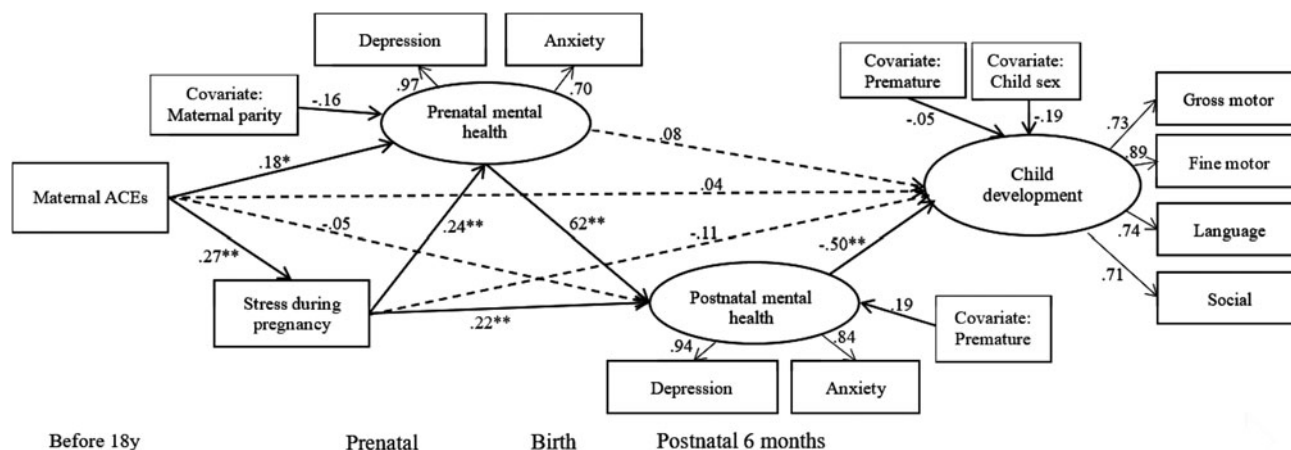 Depression
Anxiety
Covariate:
Maternal parity
-.16
.97
.70
Prenatal mental
health
Covariate:
Premature
Covariate:
Child sex
-.05
-.19
Gross motor
.73
Fine motor
.89
Child
development
Language
.74
Social
.71
Maternal ACEs
.18*
.08
.04
-.05
.24**
62**
-.11
-.50**
.27**
Stress during
pregnancy
.22**
Postnatal mental
health
.19
Covariate:
Premature
.94
.84
Depression
Anxiety
Before 18y
Prenatal
Birth
Postnatal 6 months